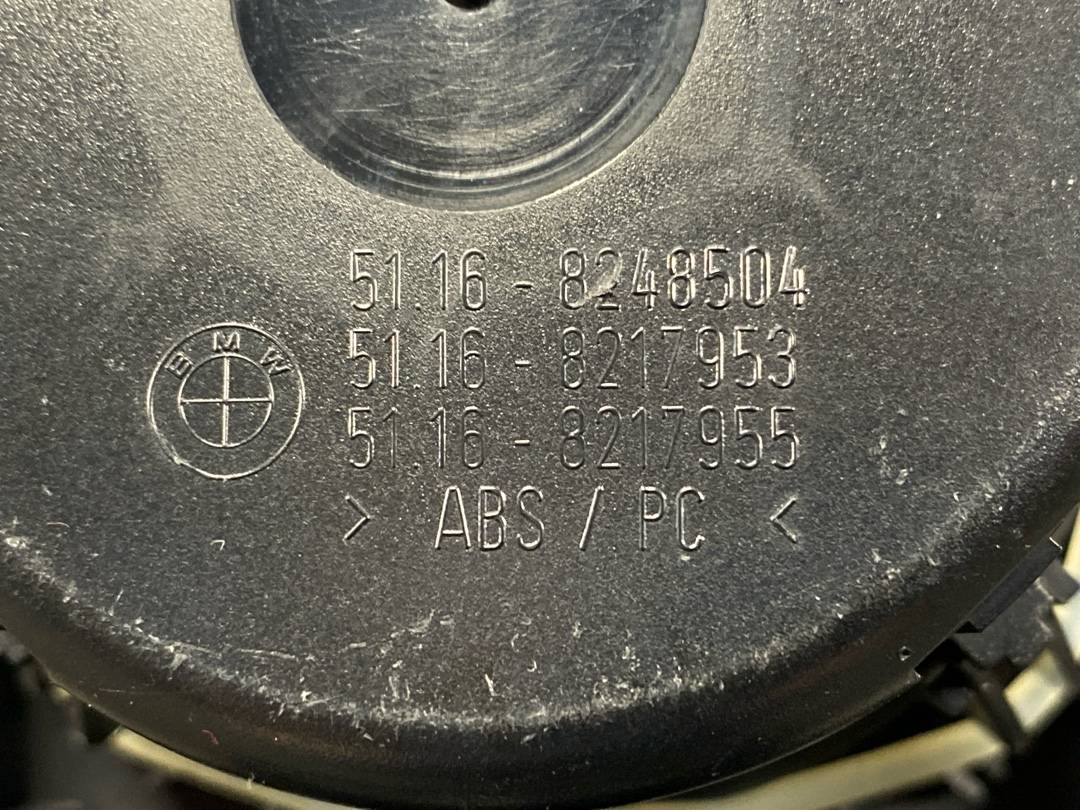 51.16 - 8248504
BMW
51.16 - 8217953
51.16 - 8217955
> ABS / PC <